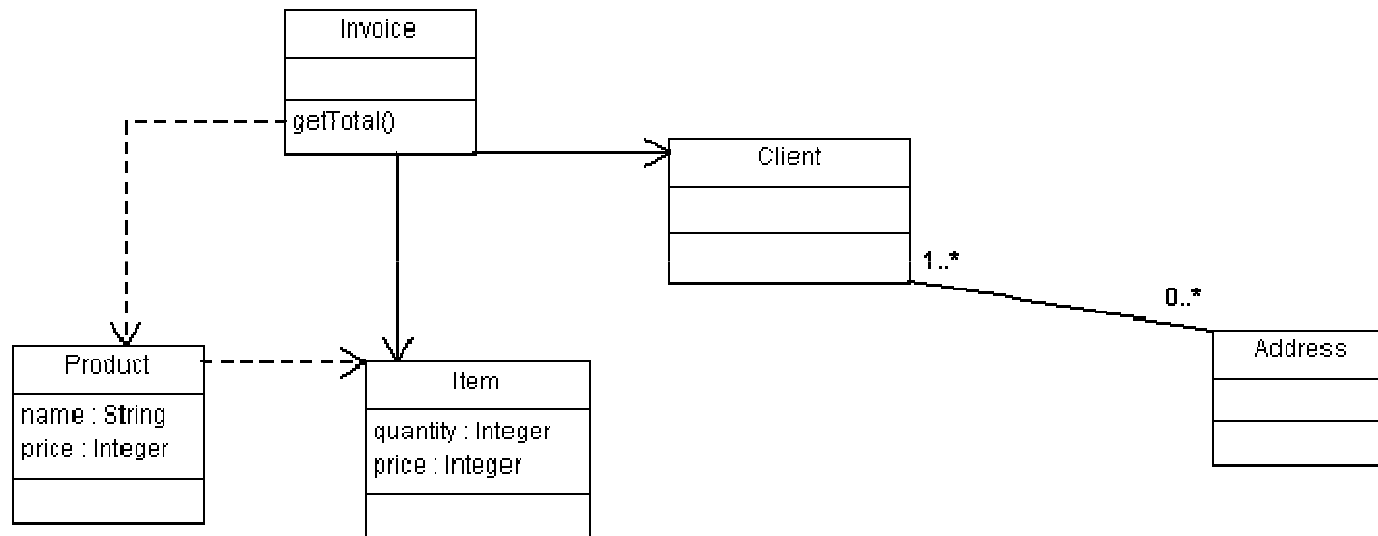 Invoice
getTotal()
Client
1..*
0..*
Address
Product
name : String
price : Integer
Item
quantity : Integer
price : Integer